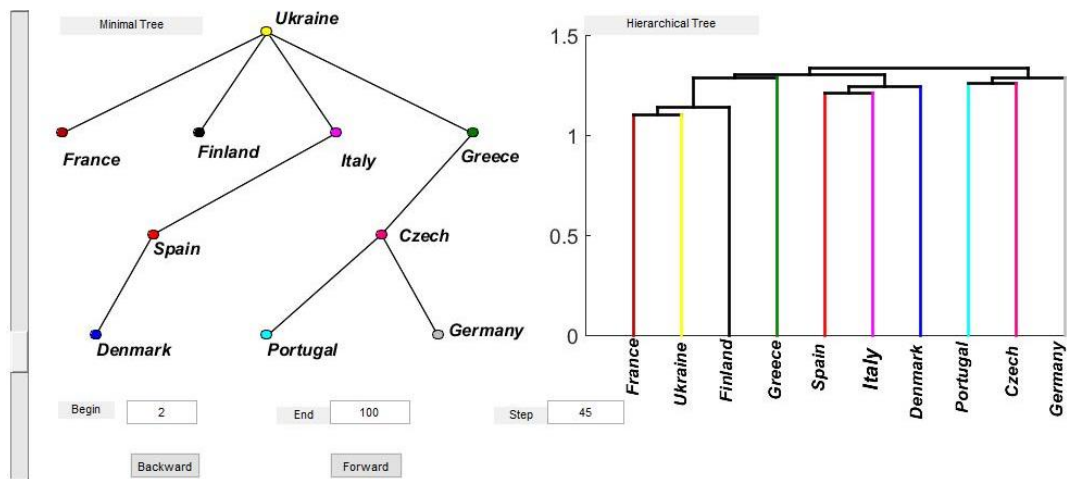 Minimal Tree
Ukraine
France
Finland
Italy
Greece
Spain
Czech
Denmark
Portugal
Germany
Begin
2
End
100
Step
45
Backward
Forward
Hierarchical Tree
1.5
1
0.5
0
France
Ukraine
Finland
Greece
Spain
Italy
Denmark
Portugal
Czech
Germany